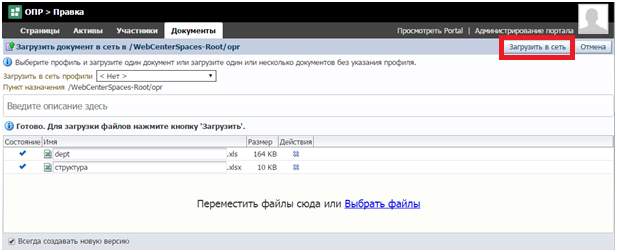 ОПР > Правка
Страницы Активы Участники Документы Просмотреть Portal | Администрирование портала
Загрузить документ в сеть в /WebCenterSpaces-Root/opr Загрузить в сеть Отмена
Выберите профиль и загрузите один документ или загрузите один или несколько документов без указания профиля.
Загрузить в сеть профили < Нет >
Пункт назначения /WebCenterSpaces-Root/opr
Введите описание здесь
Готово. Для загрузки файлов нажмите кнопку 'Загрузить'.
Состояние Имя Размер Действия
dept .xls 164 KB
структура .xlsx 10 KB
Переместить файлы сюда или Выбрать файлы
Всегда создавать новую версию